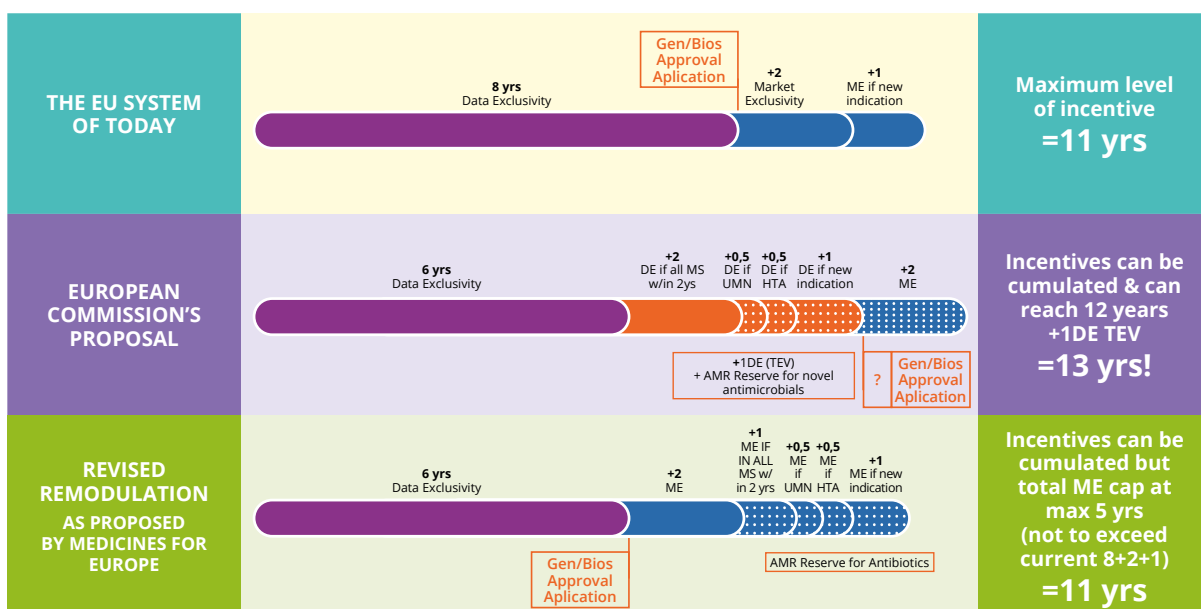 THE EU SYSTEM
OF TODAY
8 yrs
Data Exclusivity
Gen/Bios
Approval
Aplication
+2
Market
Exclusivity
+1
ME if new
indication
Maximum level
of incentive
=11 yrs
EUROPEAN
COMMISSION’S
PROPOSAL
6 yrs
Data Exclusivity
+2
DE if all MS
w/in 2ys
+0,5
DE if
UMN
+0,5
DE if
HTA
+1
DE if new
indication
+2
ME
+1DE (TEV)
+ AMR Reserve for novel
antimicrobials
?
Gen/Bios
Approval
Aplication
Incentives can be
cumulated & can
reach 12 years
+1DE TEV
=13 yrs!
REVISED
REMODULATION
AS PROPOSED
BY MEDICINES FOR
EUROPE
6 yrs
Data Exclusivity
+2
ME
+1
ME IF
IN ALL
MS w/
in 2 yrs
+0,5
ME
if
UMN
+0,5
ME
if
HTA
+1
ME if new
indication
Gen/Bios
Approval
Aplication
AMR Reserve for Antibiotics
Incentives can be
cumulated but
total ME cap at
max 5 yrs
(not to exceed
current 8+2+1)
=11 yrs